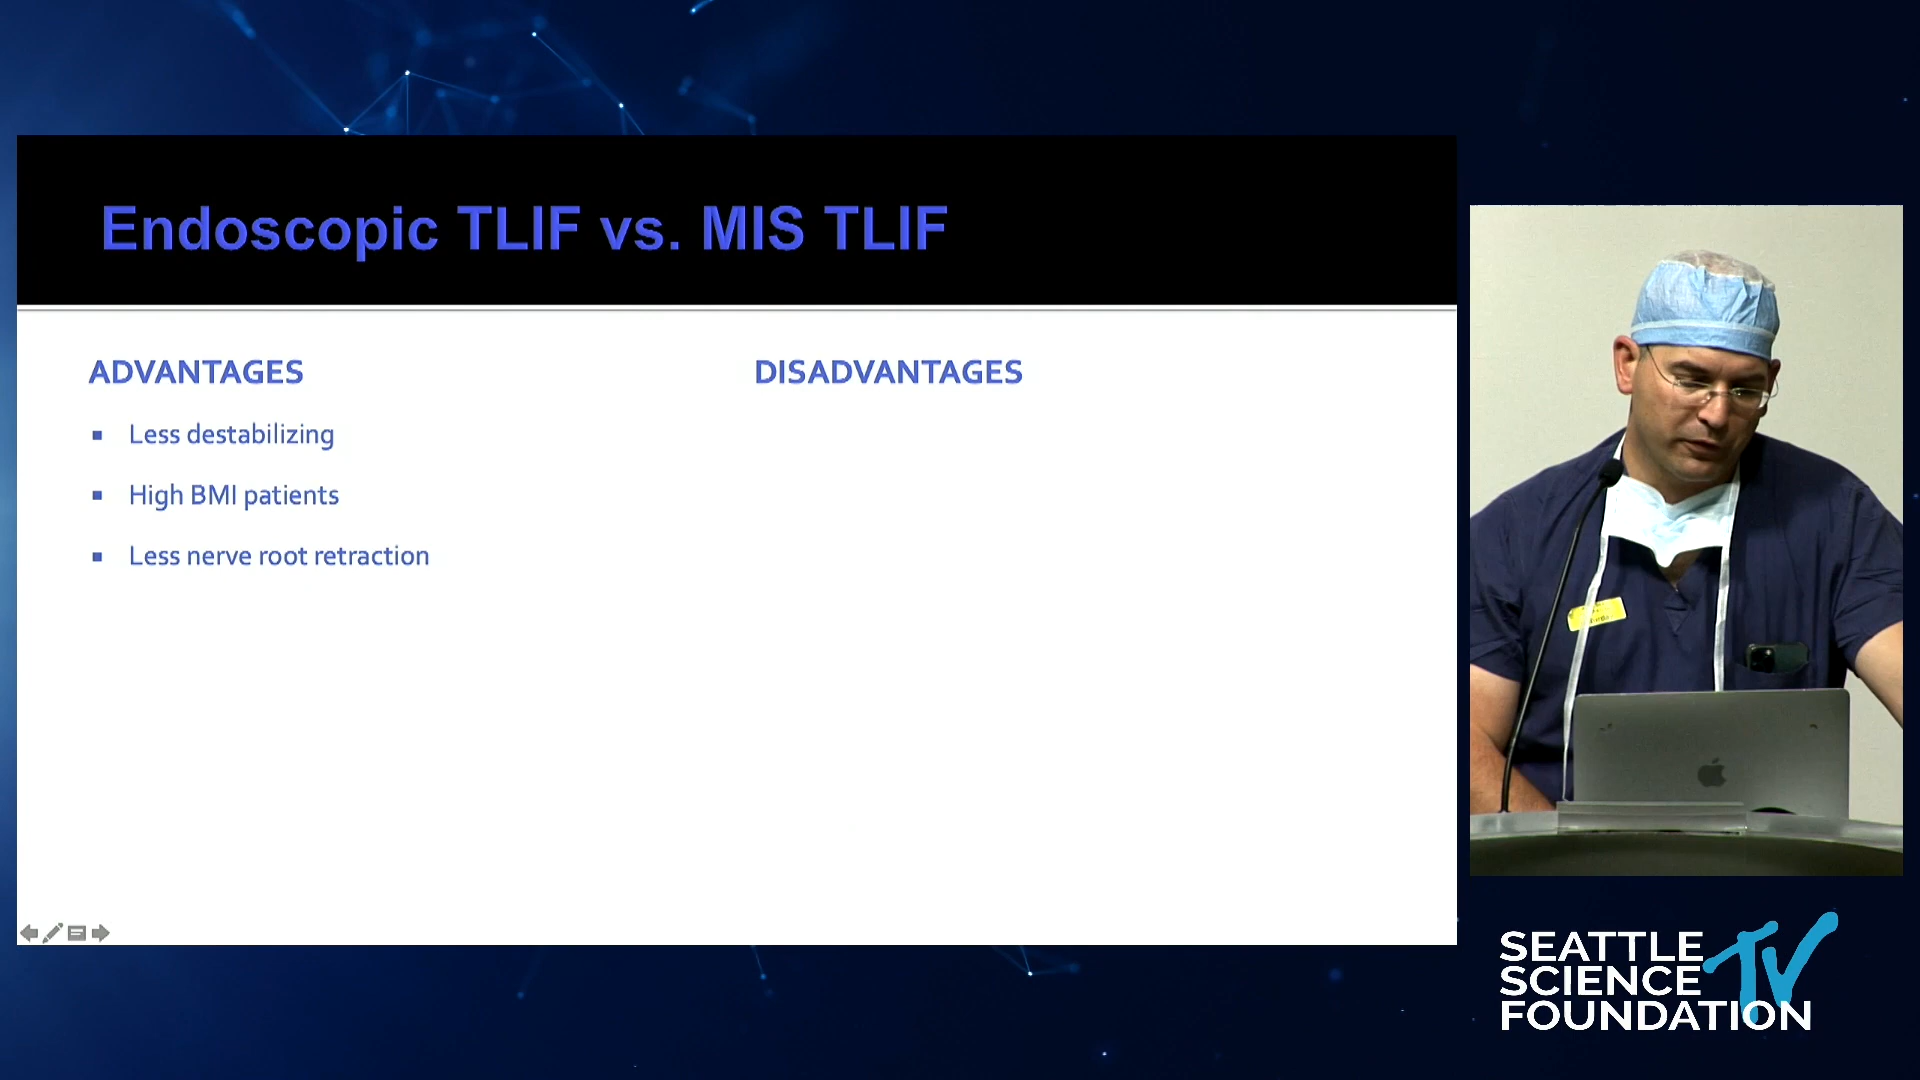 Endoscopic TLIF vs. MIS TLIF
ADVANTAGES
Less destabilizing
High BMI patients
Less nerve root retraction
DISADVANTAGES
SEATTLE
SCIENCE
FOUNDATION
TV